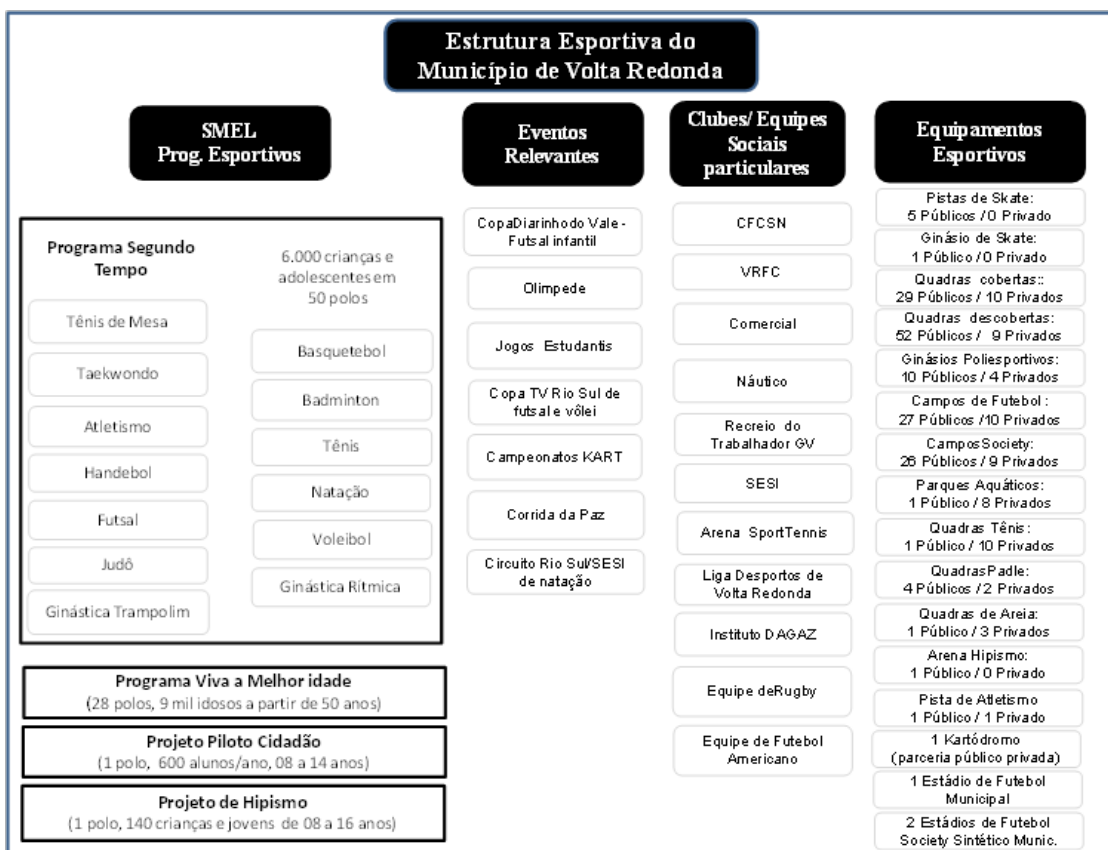 Estrutura Esportiva do
Município de Volta Redonda
SMEL
Prog. Esportivos
Programa Segundo
Tempo
6.000 crianças e
adolescentes em
50 polos
Tênis de Mesa
Taekwondo
Atletismo
Handebol
Futsal
Judô
Ginástica Trampolim
Basquetebol
Badminton
Tênis
Natação
Voleibol
Ginástica Rítmica
Programa Viva a Melhor idade
(28 polos, 9 mil idosos a partir de 50 anos)
Projeto Piloto Cidadão
(1 polo, 600 alunos/ano, 08 a 14 anos)
Projeto de Hipismo
(1 polo, 140 crianças e jovens de 08 a 16 anos)
Eventos
Relevantes
CopaDiarinhodo Vale -
Futsal infantil
Olimpede
Jogos Estudantis
Copa TV Rio Sul de
futsal e vôlei
Campeonatos KART
Corrida da Paz
Circuito Rio Sul/SESI
de natação
Clubes/ Equipes
Sociais
particulares
CFCSN
VRFC
Comercial
Náutico
Recreio do
Trabalhador GV
SESI
Arena SportTennis
Liga Desportos de
Volta Redonda
Instituto DAGAZ
Equipe deRugby
Equipe de Futebol
Americano
Equipamentos
Esportivos
Pistas de Skate:
5 Públicos /0 Privado
Ginásio de Skate:
1 Público /0 Privado
Quadras cobertas::
29 Públicos / 10 Privados
Quadras descobertas:
52 Públicos / 9 Privados
Ginásios Poliesportivos:
10 Públicos / 4 Privados
Campos de Futebol :
27 Públicos /10 Privados
CamposSociety:
26 Públicos / 9 Privados
Parques Aquáticos:
1 Público / 8 Privados
Quadras Tênis:
1 Público / 10 Privados
QuadrasPadle:
4 Públicos / 2 Privados
Quadras de Areia:
1 Público / 3 Privados
Arena Hipismo:
1 Público / 0 Privado
Pista de Atletismo
1 Público / 1 Privado
1 Kartódromo
(parceria público privada)
1 Estádio de Futebol
Municipal
2 Estádios de Futebol
Society Sintético Munic.